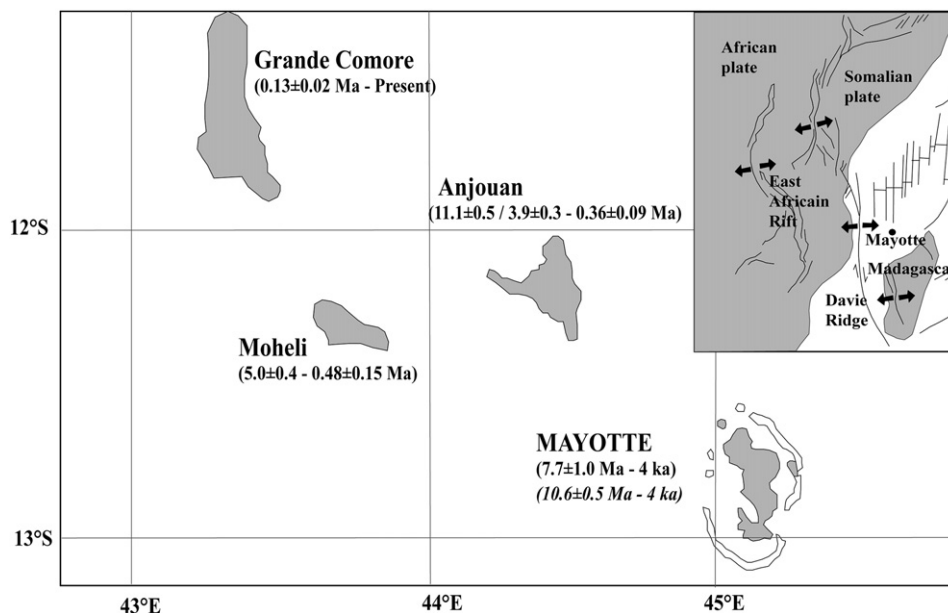 Grande Comore
(0.13±0.02 Ma - Present)
Anjouan
(11.1±0.5 / 3.9±0.3 - 0.36±0.09 Ma)
Moheli
(5.0±0.4 - 0.48±0.15 Ma)
MAYOTTE
(7.7±1.0 Ma - 4 ka)
(10.6±0.5 Ma - 4 ka)
African
plate
Somalian
plate
East
Africain
Rift
Mayotte
Madagasca
Davie
Ridge
12°S
13°S
43°E
44°E
45°E